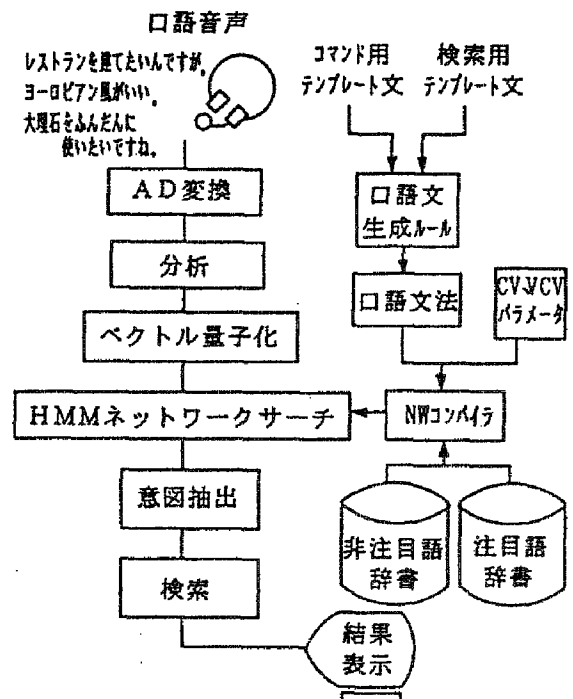 口語音声
レストランを建てたいんですが。
ヨーロピアン風がいい。
大理石をふんだんに
使いたいですね。
コマンド用
テンプレート文
検索用
テンプレート文
AD変換
口語文
生成ルール
分析
口語文法
CV、VCV
パラメータ
ベクトル量子化
HMMネットワークサーチ
NWコンパイラ
意図抽出
非注目語
辞書
注目語
辞書
検索
結果
表示